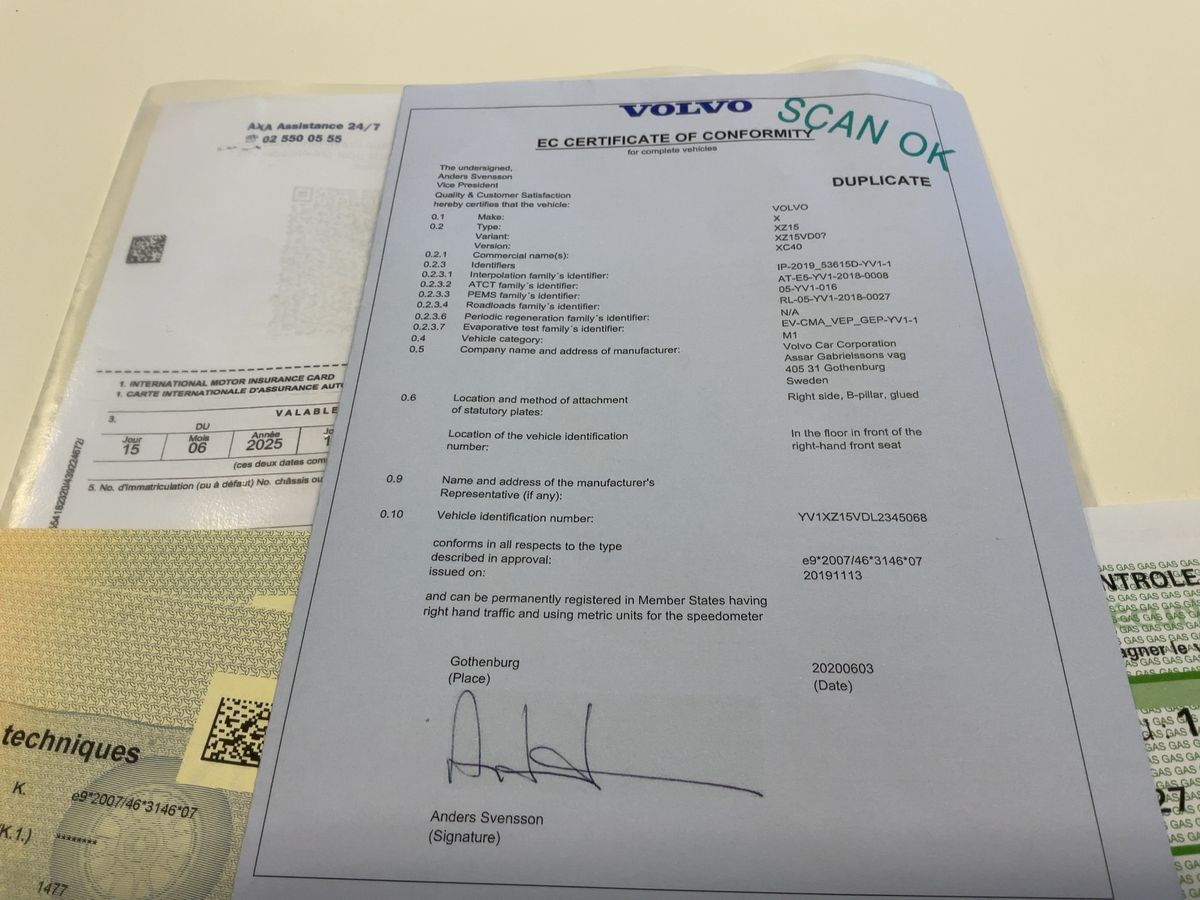 AXA Assistance 24/7
02 550 05 55
1. INTERNATIONAL MOTOR INSURANCE CARD
1. CARTE INTERNATIONALE D'ASSURANCE
3.
VALABLE
DU
Jour Mois Année
15 06 2025
(ces deux dates
5. No. d'immatriculation (ou à défaut) No. châssis ou
VOLVO
SCAN OK
EC CERTIFICATE OF CONFORMITY
for complete vehicles
DUPLICATE
The undersigned,
Anders Svensson
Vice President
Quality & Customer Satisfaction
hereby certifies that the vehicle:
0.1 Make: VOLVO
0.2 Type: X
Variant: XZ15
Version: XZ15VD0?
0.2.1 Commercial name(s): XC40
0.2.3 Identifiers
0.2.3.1 Interpolation family's identifier: IP-2019_53615D-YV1-1
0.2.3.2 ATCT family's identifier: AT-E5-YV1-2018-0008
0.2.3.3 PEMS family's identifier: 05-YV1-016
0.2.3.4 Roadloads family's identifier: RL-05-YV1-2018-0027
0.2.3.6 Periodic regeneration family's identifier: N/A
0.2.3.7 Evaporative test family's identifier: EV-CMA_VEP_GEP-YV1-1
0.4 Vehicle category: M1
0.5 Company name and address of manufacturer: Volvo Car Corporation
Assar Gabrielssons vag
405 31 Gothenburg
Sweden
0.6 Location and method of attachment Right side, B-pillar, glued
of statutory plates:
Location of the vehicle identification In the floor in front of the
number: right-hand front seat
0.9 Name and address of the manufacturer's
Representative (if any):
0.10 Vehicle identification number: YV1XZ15VDL2345068
conforms in all respects to the type
described in approval: e9*2007/46*3146*07
issued on: 20191113
and can be permanently registered in Member States having
right hand traffic and using metric units for the speedometer
Gothenburg 20200603
(Place) (Date)
Anders Svensson
(Signature)
techniques
K. e9*2007/46*3146*07
(K.1.) ********
1477